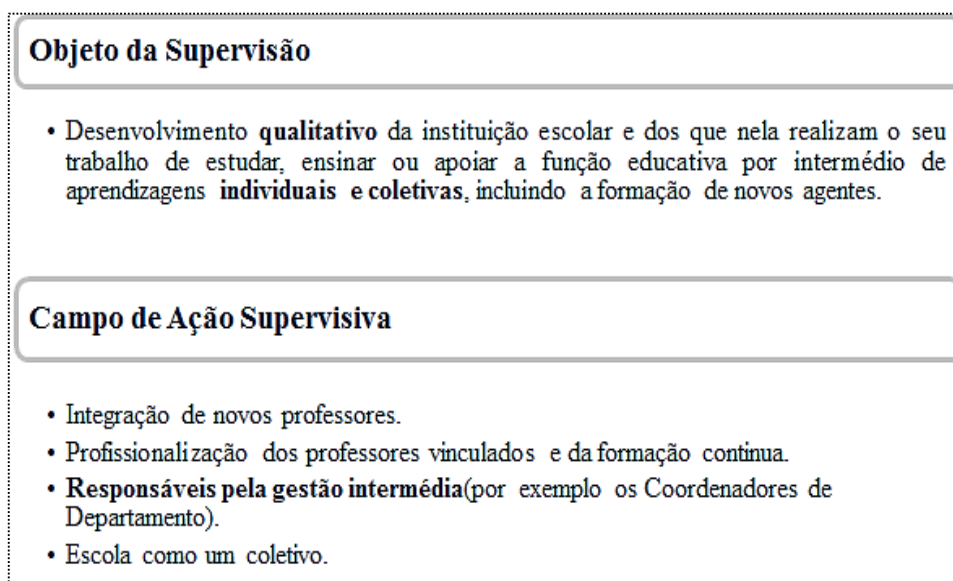 Objeto da Supervisão
• Desenvolvimento qualitativo da instituição escolar e dos que nela realizam o seu
trabalho de estudar, ensinar ou apoiar a função educativa por intermédio de
aprendizagens individuais e coletivas, incluindo a formação de novos agentes.
Campo de Ação Supervisiva
• Integração de novos professores.
• Profissionalização dos professores vinculados e da formação continua.
• Responsáveis pela gestão intermédia(por exemplo os Coordenadores de
Departamento).
• Escola como um coletivo.